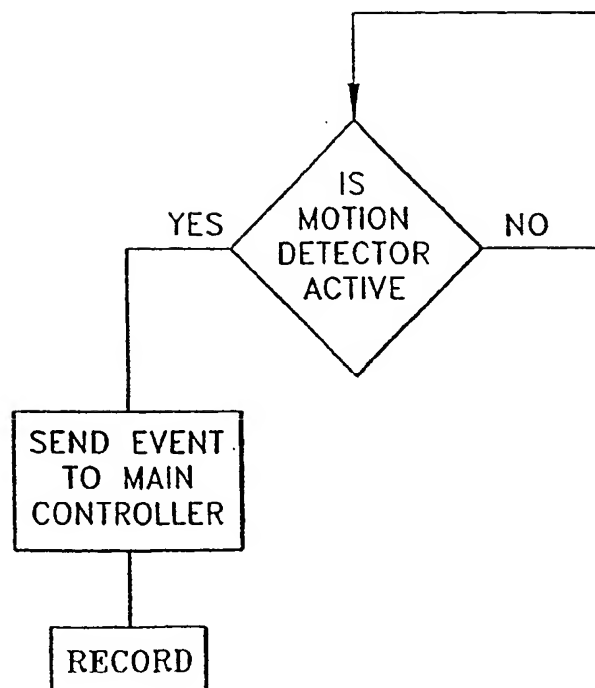 IS
MOTION
DETECTOR
ACTIVE
YES
NO
SEND EVENT
TO MAIN
CONTROLLER
RECORD